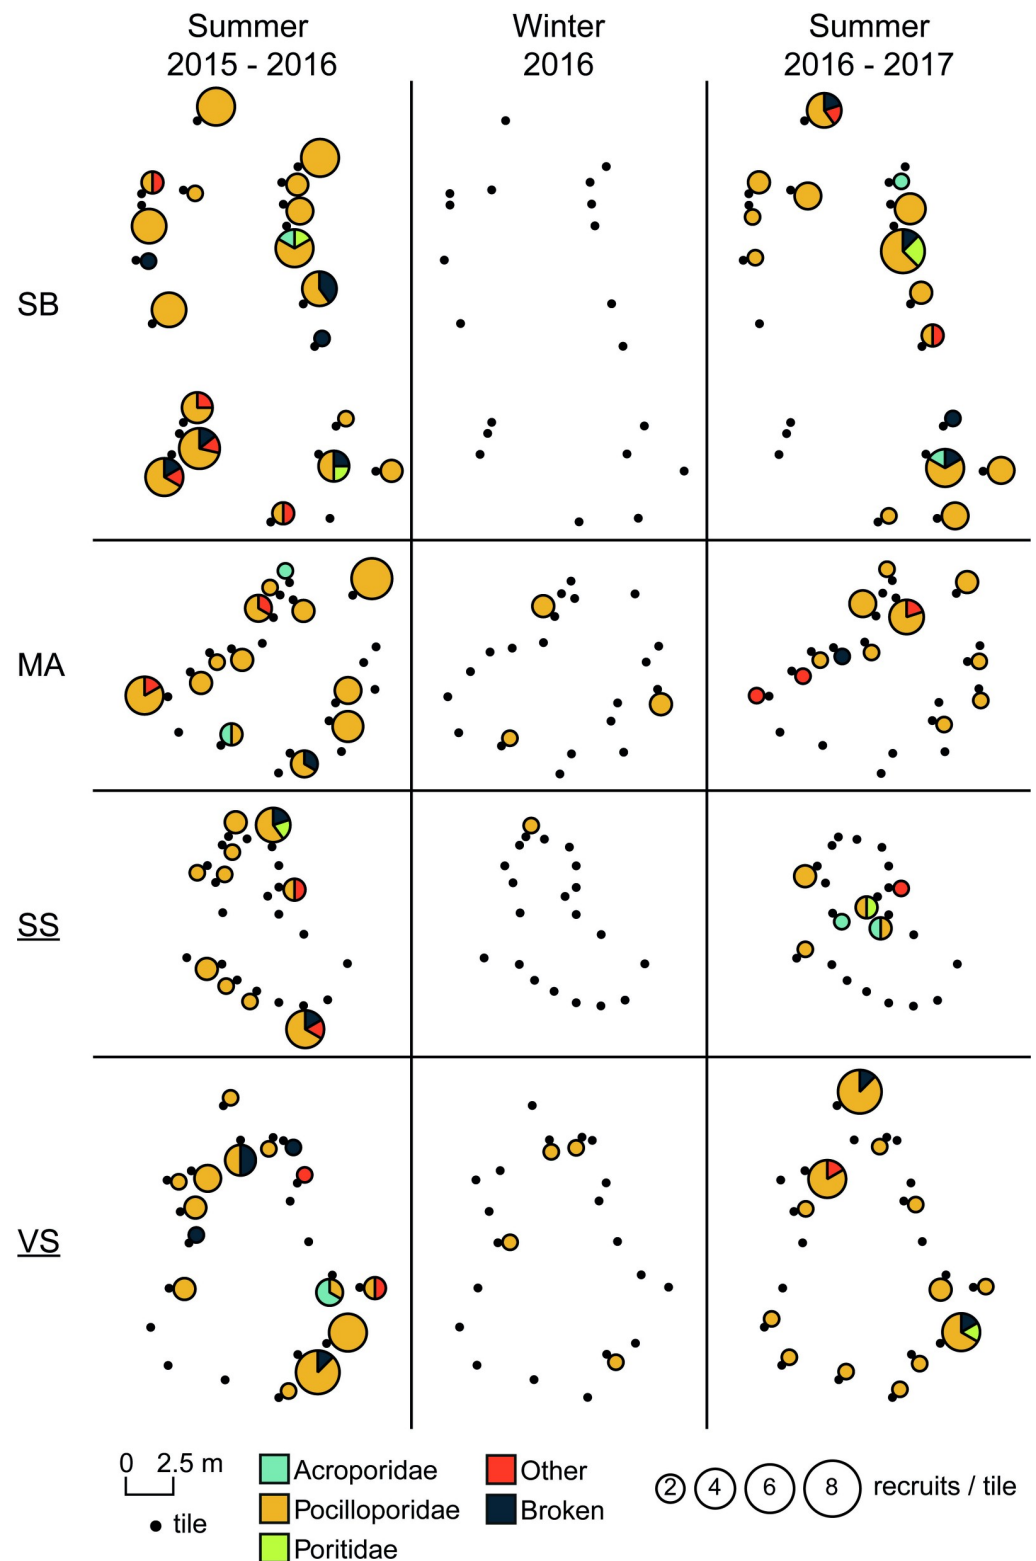 Summer
2015 - 2016
Winter
2016
Summer
2016 - 2017
SB
MA
SS
VS
0 2.5 m
tile
Acroporidae
Pocilloporidae
Poritidae
Other
Broken
2 4 6 8 recruits / tile